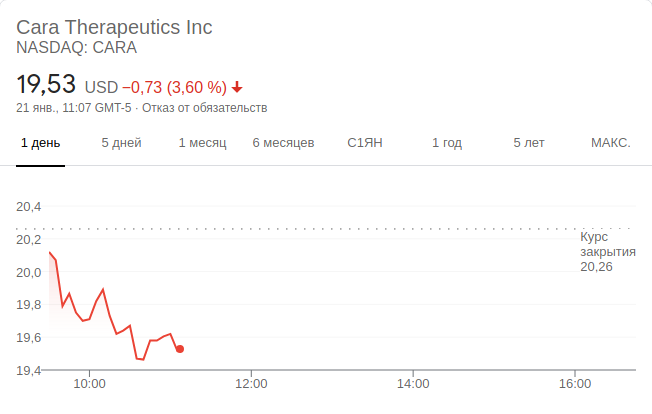 Cara Therapeutics Inc
NASDAQ: CARA
19,53 USD −0,73 (3,60 %)
21 янв., 11:07 GMT-5 · Отказ от обязательств
1 день 5 дней 1 месяц 6 месяцев С1ЯН 1 год 5 лет МАКС.
20,4
20,2
20,0
19,8
19,6
19,4
Курс
закрытия
20,26
10:00 12:00 14:00 16:00